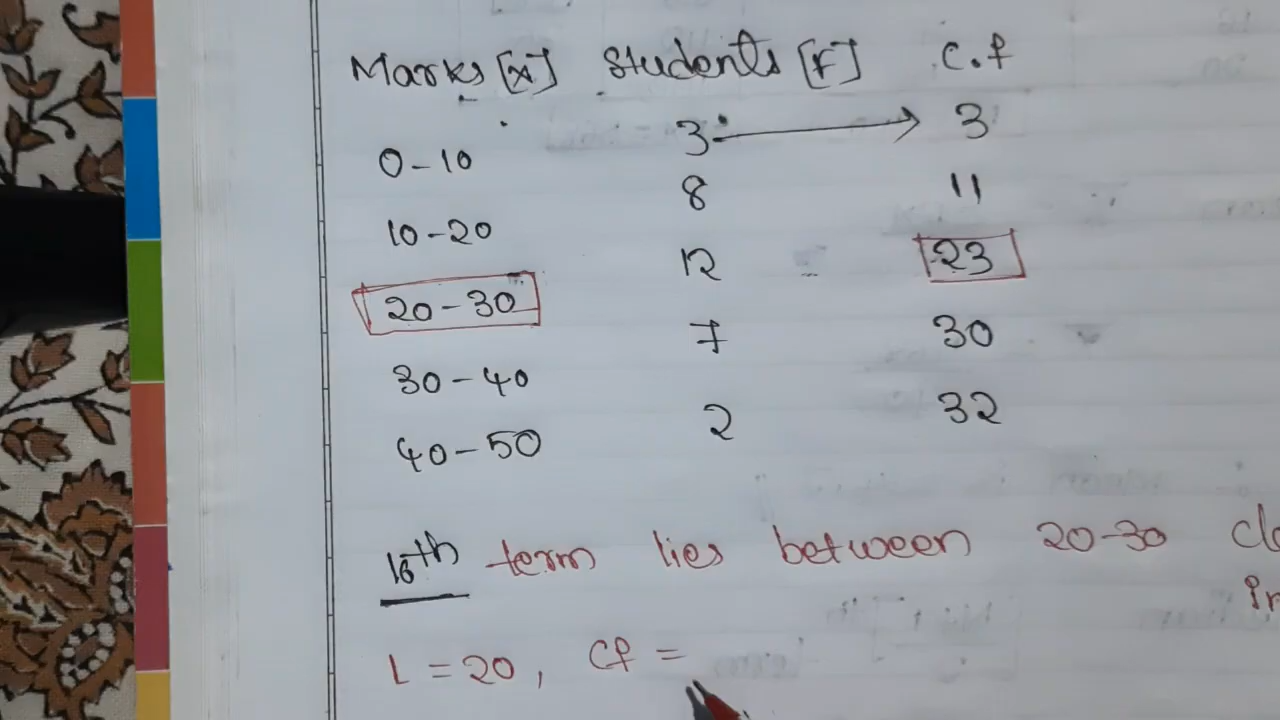 Marks [x] Students [F] C.f
0-10 3 → 3
10-20 8 11
20-30 12 23
30-40 7 30
40-50 2 32
16th term lies between 20-30
L = 20, Cf =